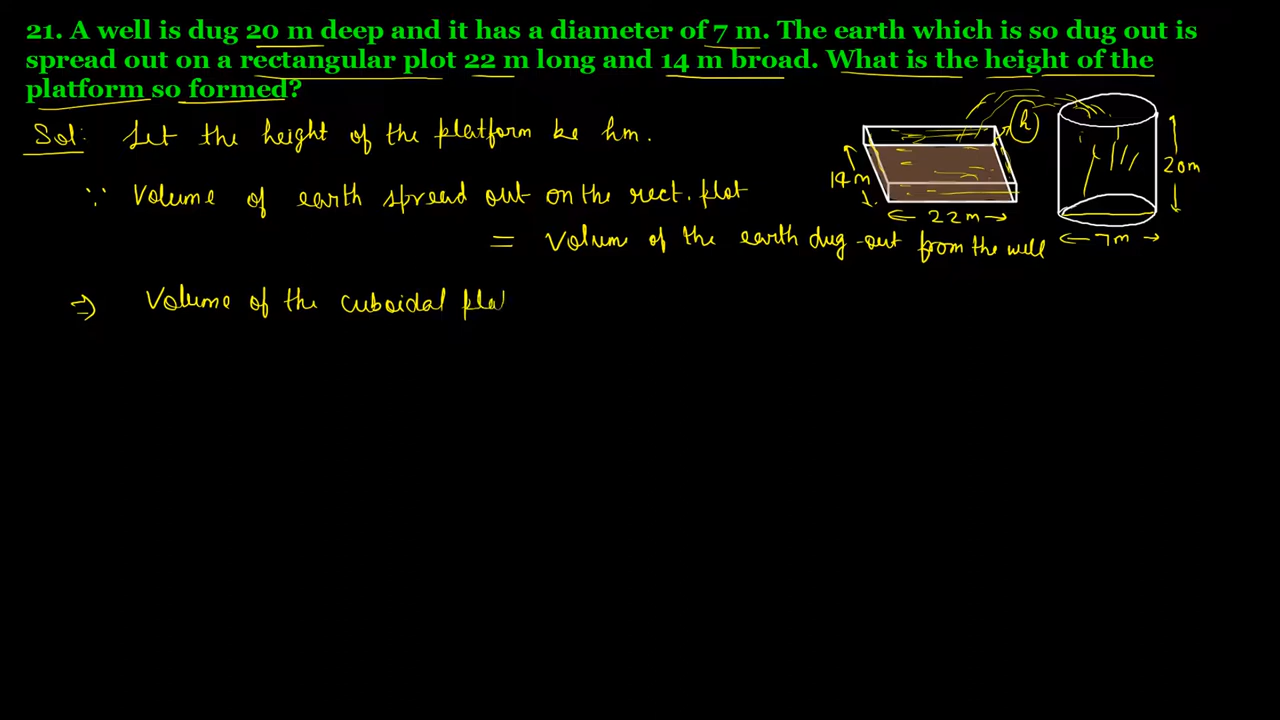 21. A well is dug 20 m deep and it has a diameter of 7 m. The earth which is so dug out is
spread out on a rectangular plot 22 m long and 14 m broad. What is the height of the
platform so formed?
Sol: Let the height of the platform be hm.
∵ Volume of earth spread out on the rect. plot
= Volume of the earth dug-out from the well
⇒ Volume of the cuboidal pla
h
14 m
22 m
20m
7m